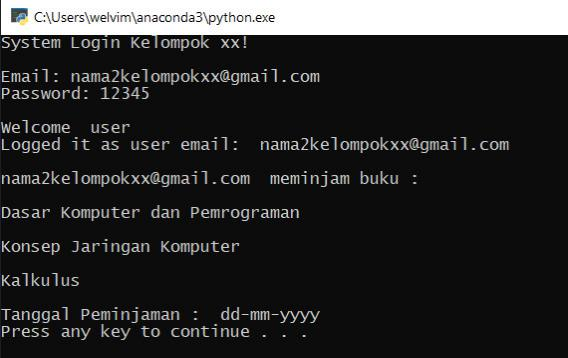 C:\Users\welvim\anaconda3\python.exe
System Login Kelompok xx!
Email: nama2kelompokxx@gmail.com
Password: 12345
Welcome  user
Logged it as user email:  nama2kelompokxx@gmail.com
nama2kelompokxx@gmail.com  meminjam buku :
Dasar Komputer dan Pemrograman
Konsep Jaringan Komputer
Kalkulus
Tanggal Peminjaman :  dd-mm-yyyy
Press any key to continue . . .